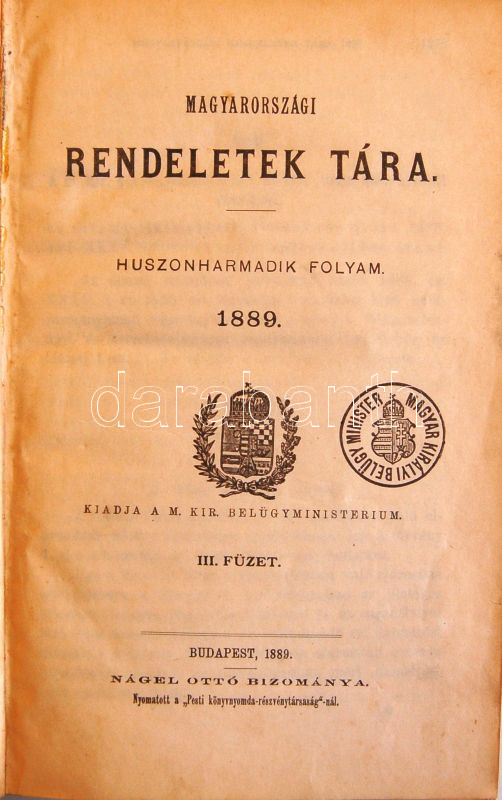 MAGYARORSZÁGI
RENDELETEK TÁRA.
HUSZONHARMADIK FOLYAM.
1889.
darabanth
MAGYAR KIRÁLYI BELÜGY MINISTER
KIADJA A M. KIR. BELÜGYMINISTERIUM.
III. FÜZET.
BUDAPEST, 1889.
NÁGEL OTTÓ BIZOMÁNYA.
Nyomatott a „Pesti könyvnyomda-részvénytársaság"-nál.